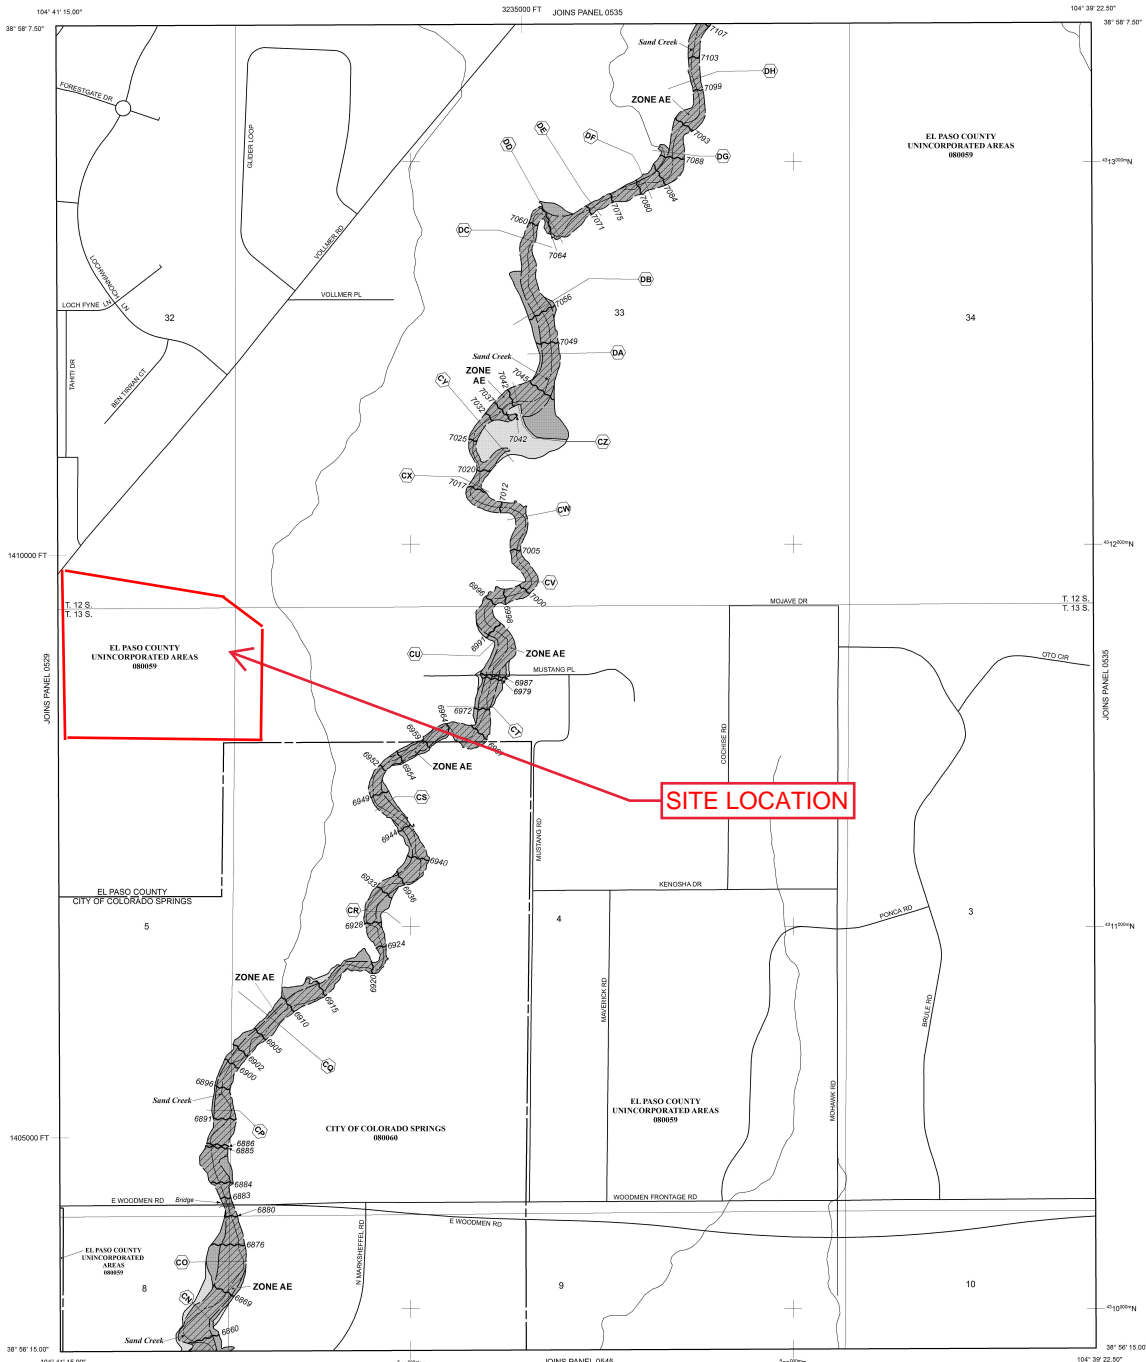 104° 41' 15.00"
3235000 FT
JOINS PANEL 0535
104° 39' 22.50"
38° 58' 7.50"
38° 58' 7.50"
7107
Sand Creek
7103
DH
7099
FORESTGATE DR
ZONE AE
GLIDER LOOP
DE
DF
7093
EL PASO COUNTY
UNINCORPORATED AREAS
080059
DD
DG
7088
4313000mN
7084
7080
7075
7071
7060
DC
7064
VOLLMER RD
LOCHWINNOCH LN
DB
VOLLMER PL
7056
LOCH FYNE LN
32
33
34
7049
Sand Creek
DA
TAHITI DR
ZONE
AE
CY
7045
7042
7037
BEN TIRRAN CT
7032
7025
7042
CZ
7020
CX
7017
7012
CW
4312000mN
1410000 FT
7005
CV
6996
7000
6998
MOJAVE DR
T. 12 S.
T. 13 S.
T. 12 S.
T. 13 S.
6991
EL PASO COUNTY
UNINCORPORATED AREAS
080059
CU
ZONE AE
OTO CIR
MUSTANG PL
JOINS PANEL 0529
JOINS PANEL 0535
6987
6979
6972
6964
CT
6959
COCHISE RD
6952
6954
ZONE AE
6949
CS
SITE LOCATION
6944
MUSTANG RD
6940
6933
6936
KENOSHA DR
EL PASO COUNTY
CITY OF COLORADO SPRINGS
CR
PONCA RD
5
4
3
6928
4311000mN
6924
ZONE AE
6920
6915
MAVERICK RD
BRULE RD
6910
6905
6902
6900
CQ
6896
MOHAWK RD
Sand Creek
EL PASO COUNTY
UNINCORPORATED AREAS
080059
6891
CP
CITY OF COLORADO SPRINGS
080060
1405000 FT
6886
6885
6884
E WOODMEN RD
Bridge
6883
WOODMEN FRONTAGE RD
6880
E WOODMEN RD
N MARKSHEFFEL RD
6876
EL PASO COUNTY
UNINCORPORATED
AREAS
080059
CO
8
ZONE AE
9
10
CN
6869
4310000mN
6860
Sand Creek
38° 56' 15.00"
38° 56' 15.00"
104° 41' 15.00"
JOINS PANEL 0545
104° 39' 22.50"